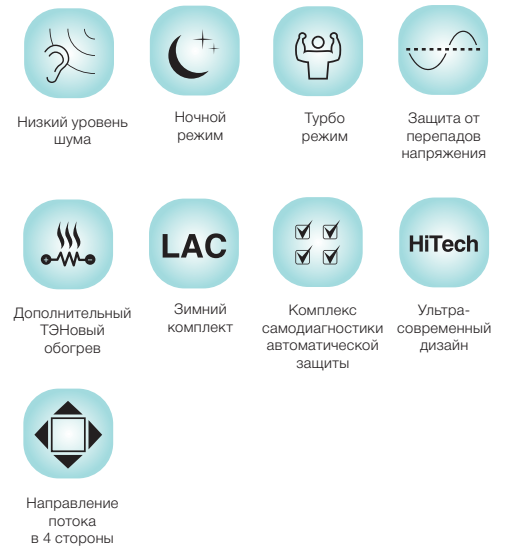 Низкий уровень
шума
Ночной
режим
Турбо
режим
Защита от
перепадов
напряжения
Дополнительный
ТЭНовый
обогрев
LAC
Зимний
комплект
Комплекс
самодиагностики
автоматической
защиты
HiTech
Ультра-
современный
дизайн
Направление
потока
в 4 стороны